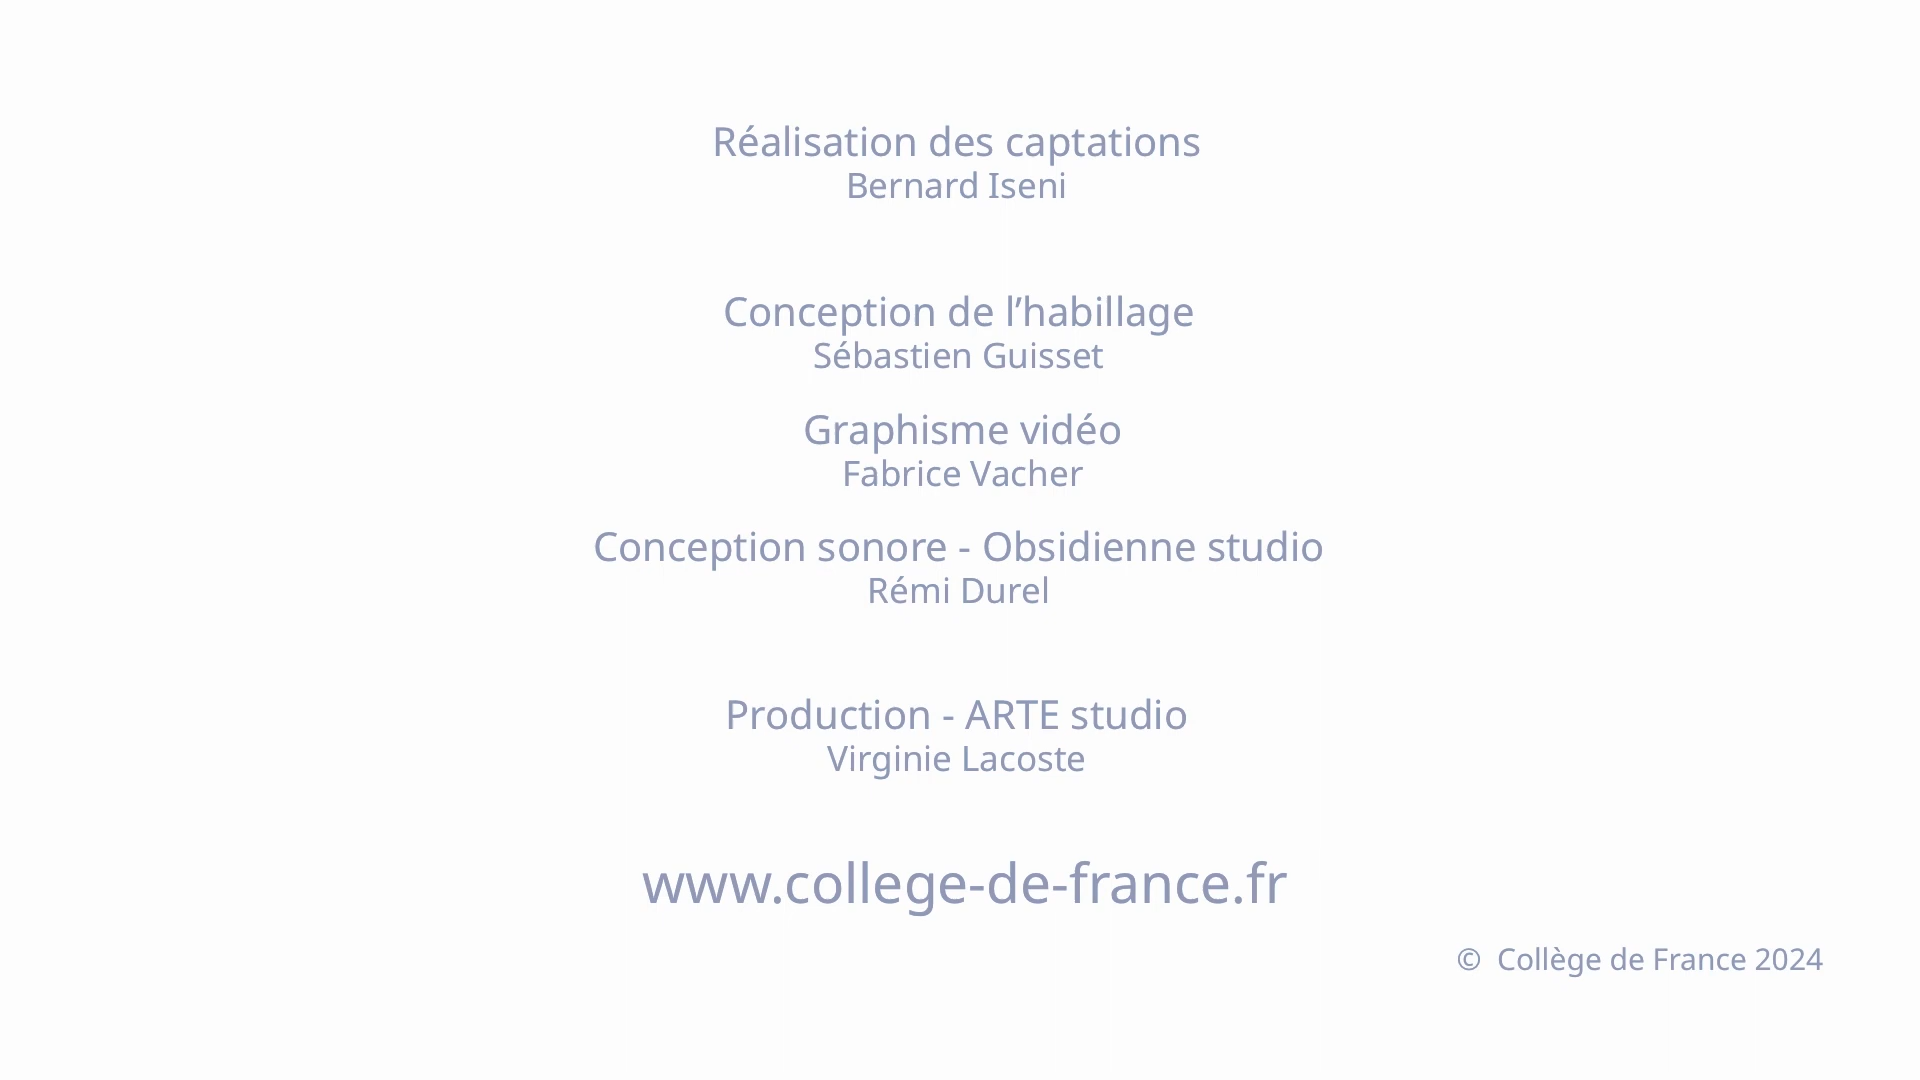 Réalisation des captations
Bernard Iseni
Conception de l’habillage
Sébastien Guisset
Graphisme vidéo
Fabrice Vacher
Conception sonore - Obsidienne studio
Rémi Durel
Production - ARTE studio
Virginie Lacoste
www.college-de-france.fr
© Collège de France 2024